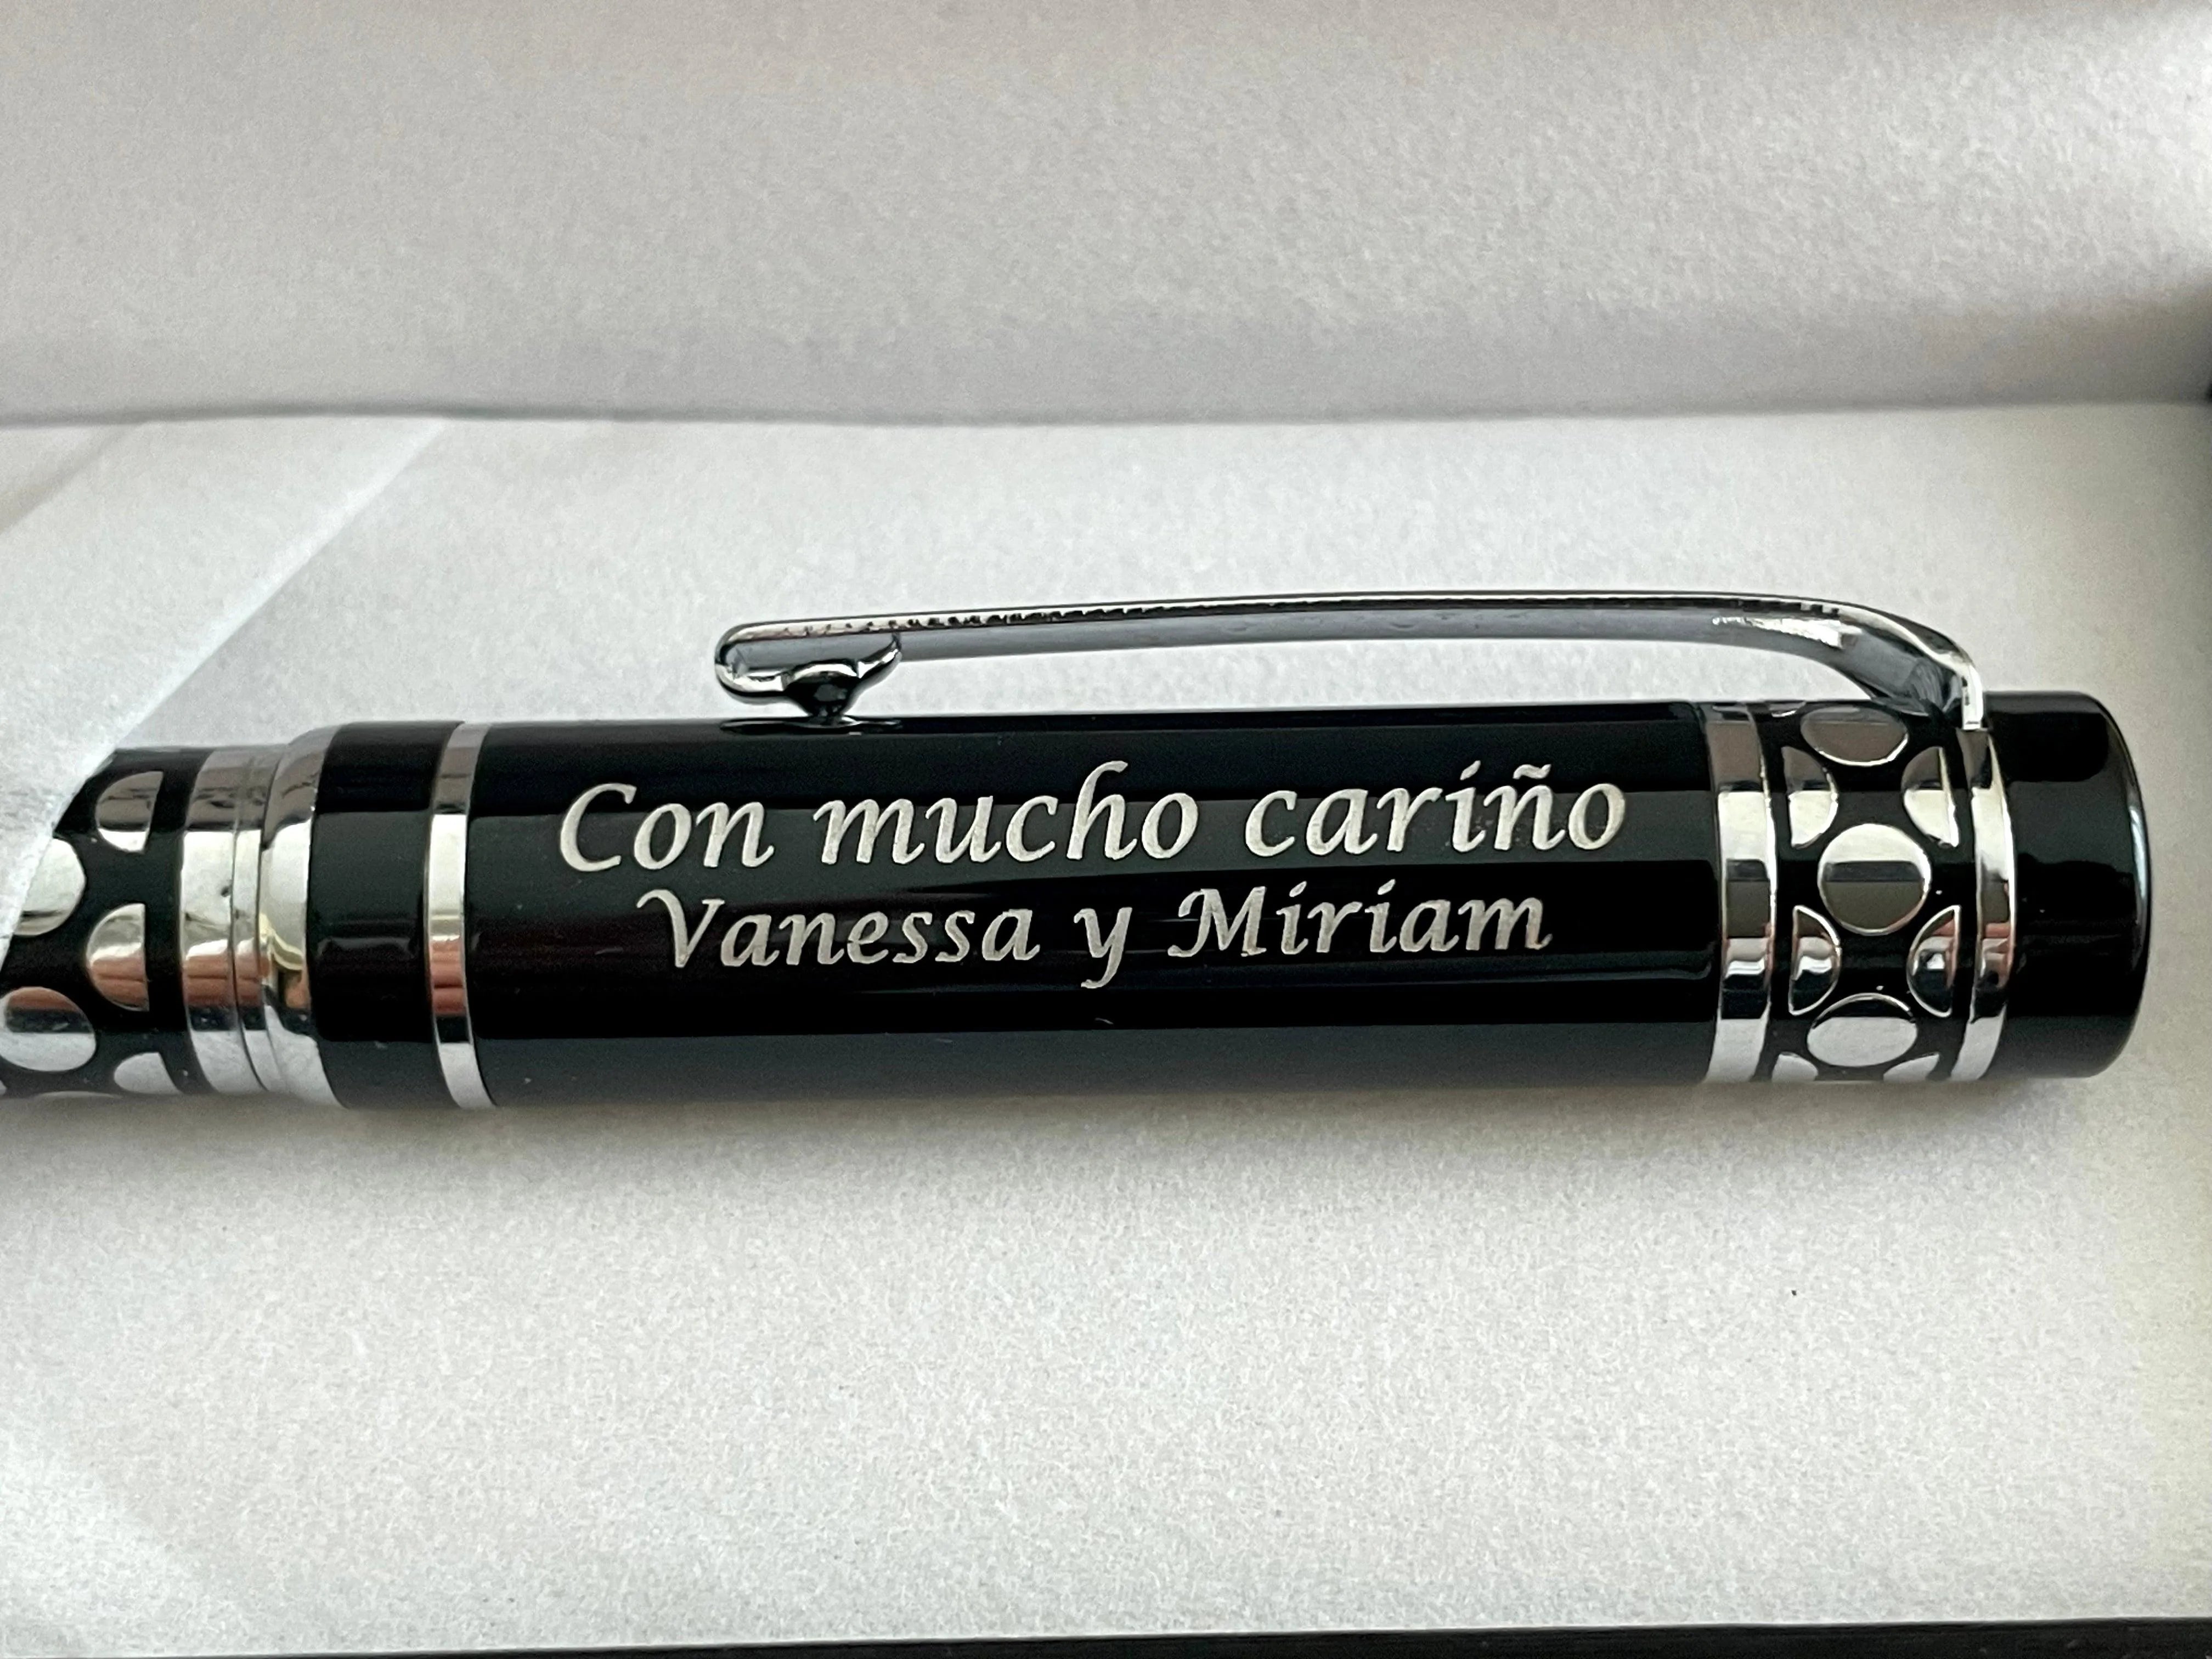 Con mucho cariño
Vanessa y Miriam